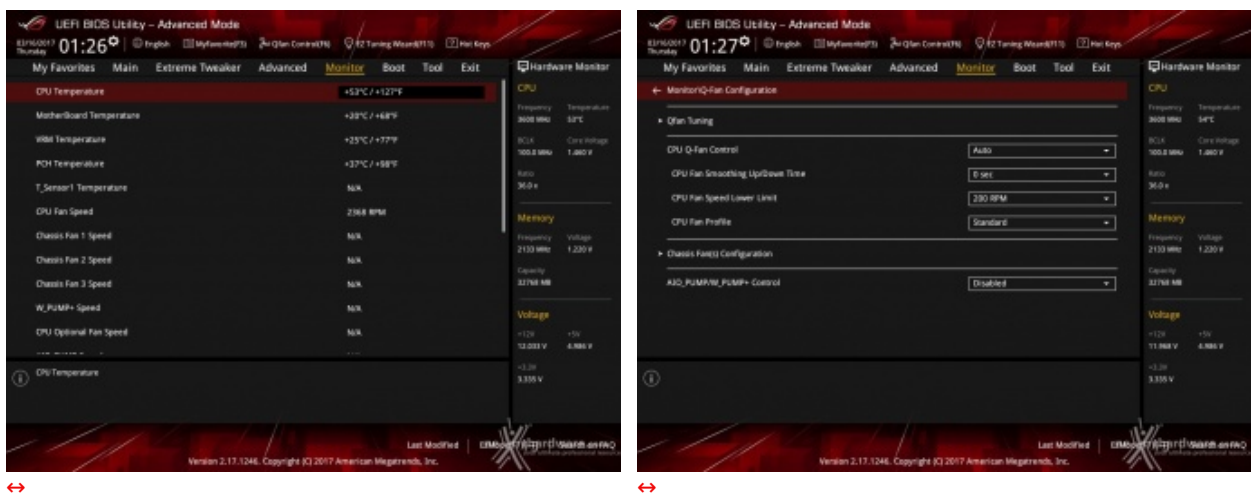 UEFI BIOS Utility – Advanced Mode
03/16/2017
Thursday
01:26
English
MyFavorite(F3)
Qfan Control(F6)
EZ Tuning Wizard(F11)
Hot Keys
My Favorites Main Extreme Tweaker Advanced Monitor Boot Tool Exit
CPU Temperature +53°C / +127°F
MotherBoard Temperature +20°C / +68°F
VRM Temperature +25°C / +77°F
PCH Temperature +37°C / +98°F
T_Sensor1 Temperature N/A
CPU Fan Speed 2368 RPM
Chassis Fan 1 Speed N/A
Chassis Fan 2 Speed N/A
Chassis Fan 3 Speed N/A
W_PUMP+ Speed N/A
CPU Optional Fan Speed N/A
CPU Temperature
Hardware Monitor
CPU
Frequency Temperature
3600 MHz 53°C
BCLK Core Voltage
100.0 MHz 1.460 V
Ratio
36.0x
Memory
Frequency Voltage
2133 MHz 1.220 V
Capacity
32768 MB
Voltage
+12V +5V
12.033 V 4.986 V
+3.3V
3.335 V
Last Modified
Version 2.17.1246. Copyright (C) 2017 American Megatrends, Inc.
UEFI BIOS Utility – Advanced Mode
03/16/2017
Thursday
01:27
English
MyFavorite(F3)
Qfan Control(F6)
EZ Tuning Wizard(F11)
Hot Keys
My Favorites Main Extreme Tweaker Advanced Monitor Boot Tool Exit
Monitor\Q-Fan Configuration
Qfan Tuning
CPU Q-Fan Control Auto
CPU Fan Smoothing Up/Down Time 0 sec
CPU Fan Speed Lower Limit 200 RPM
CPU Fan Profile Standard
Chassis Fan(s) Configuration
AIO_PUMP/W_PUMP+ Control Disabled
Hardware Monitor
CPU
Frequency Temperature
3600 MHz 54°C
BCLK Core Voltage
100.0 MHz 1.460 V
Ratio
36.0x
Memory
Frequency Voltage
2133 MHz 1.220 V
Capacity
32768 MB
Voltage
+12V +5V
11.968 V 4.986 V
+3.3V
3.335 V
Last Modified
Version 2.17.1246. Copyright (C) 2017 American Megatrends, Inc.